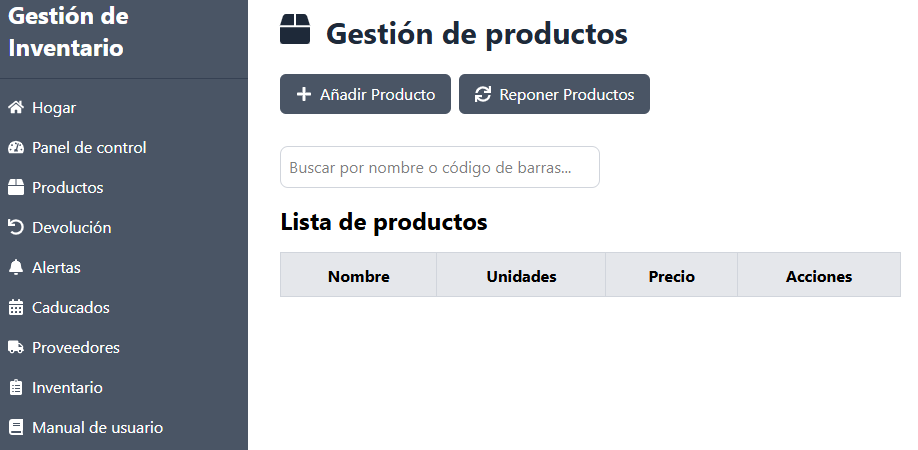 Gestión de
Inventario
Hogar
Panel de control
Productos
Devolución
Alertas
Caducados
Proveedores
Inventario
Manual de usuario
Gestión de productos
Añadir Producto Reponer Productos
Buscar por nombre o código de barras...
Lista de productos
Nombre Unidades Precio Acciones